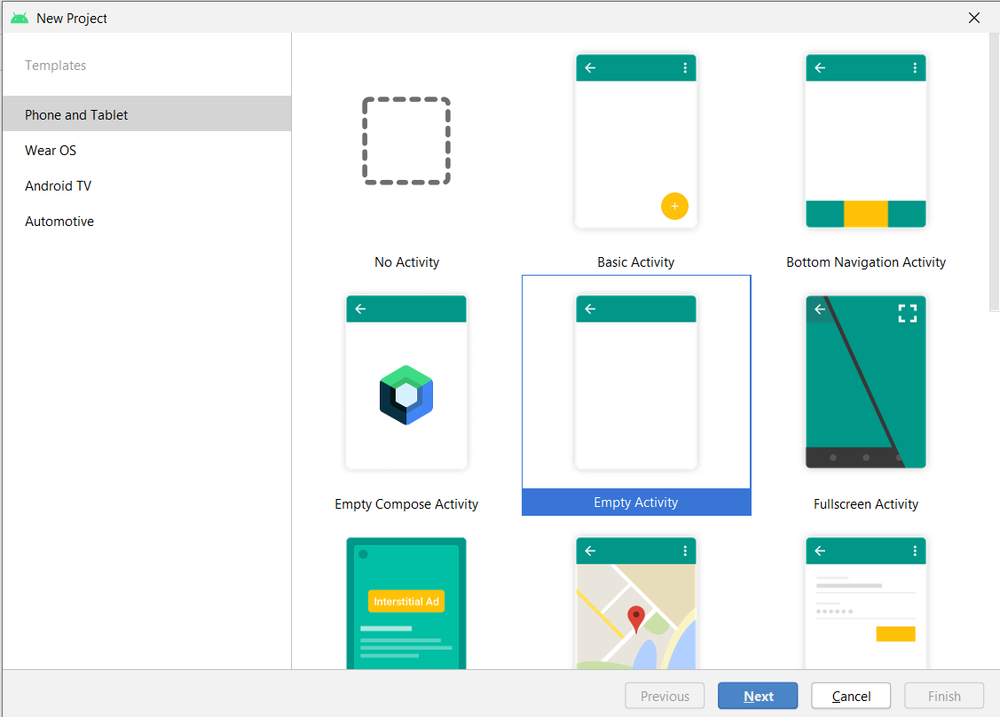 New Project
Templates
Phone and Tablet
Wear OS
Android TV
Automotive
No Activity
Basic Activity
Bottom Navigation Activity
Empty Compose Activity
Empty Activity
Fullscreen Activity
Interstitial Ad
Previous
Next
Cancel
Finish